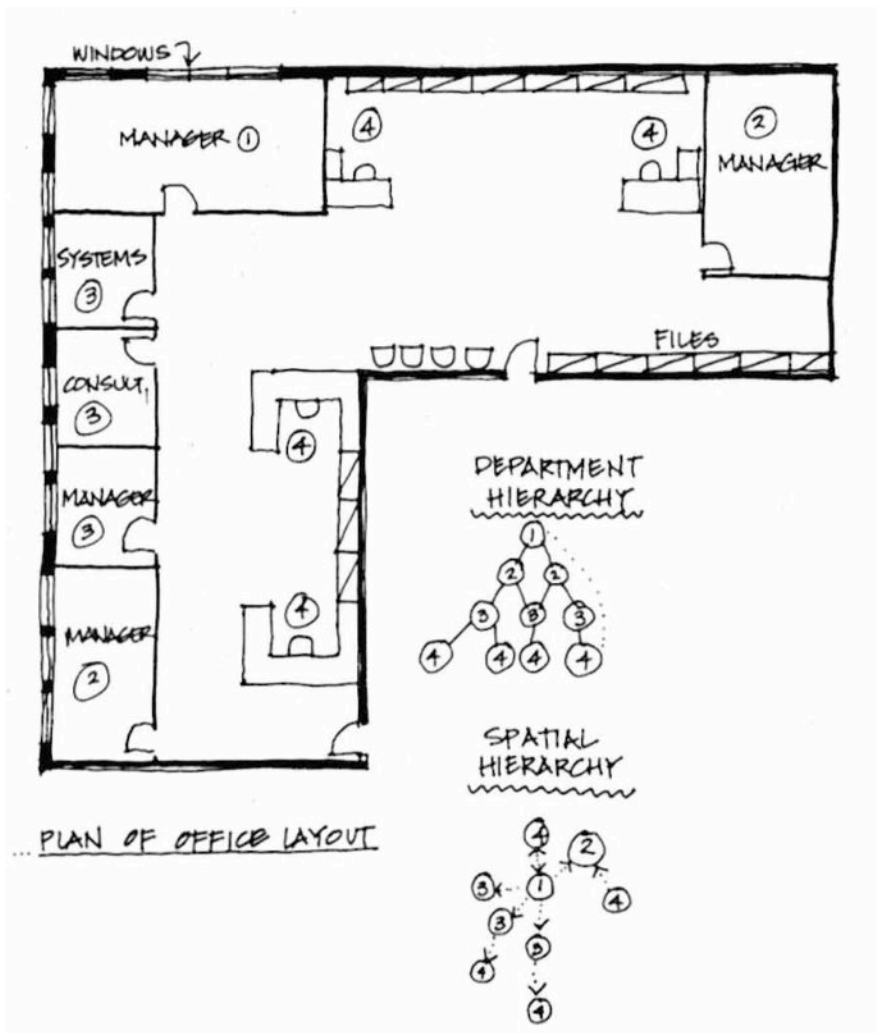 WINDOWS
MANAGER 1
4
4
2
MANAGER
SYSTEMS
3
FILES
CONSULT,
3
4
MANAGER
3
4
MANAGER
2
DEPARTMENT
HIERARCHY
1
2 2
3 3 3
4 4 4 4
SPATIAL
HIERARCHY
4
2
3 1
4
3
3
4
4
... PLAN OF OFFICE LAYOUT